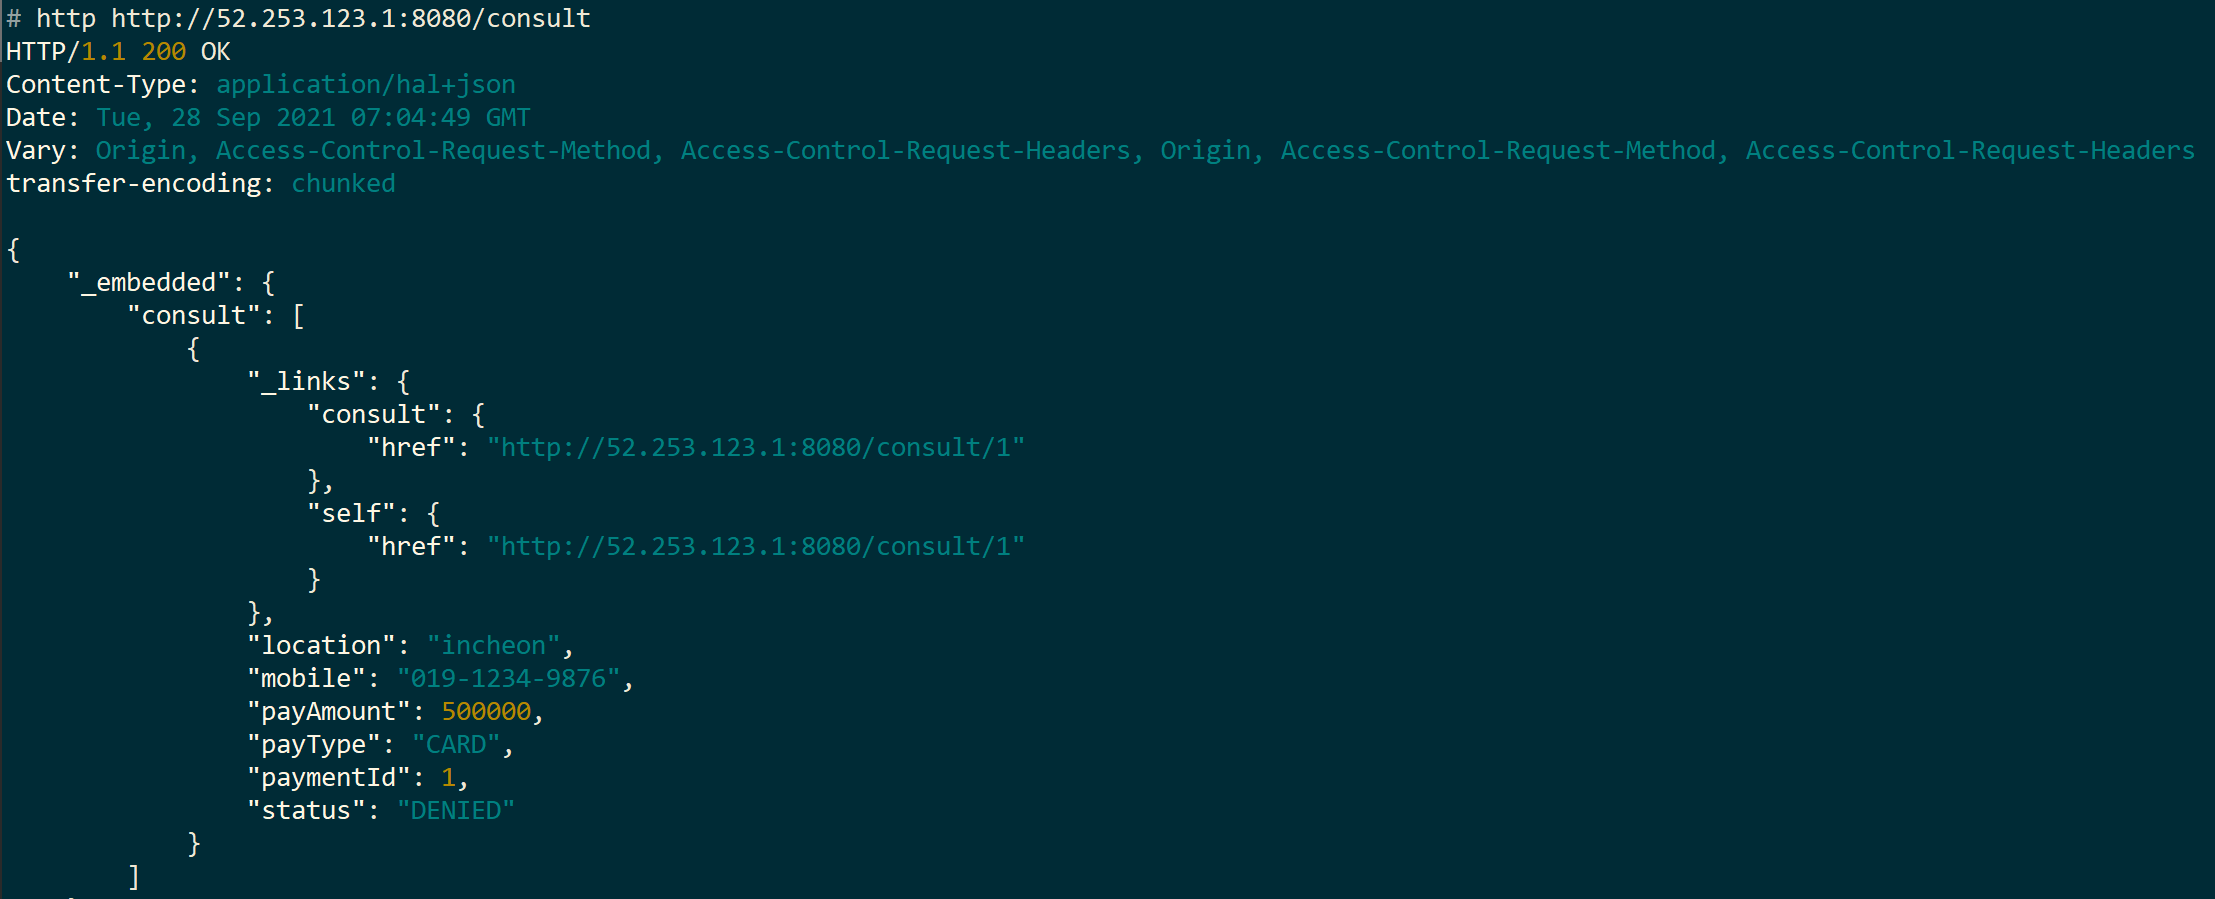 # http http://52.253.123.1:8080/consult
HTTP/1.1 200 OK
Content-Type: application/hal+json
Date: Tue, 28 Sep 2021 07:04:49 GMT
Vary: Origin, Access-Control-Request-Method, Access-Control-Request-Headers, Origin, Access-Control-Request-Method, Access-Control-Request-Headers
transfer-encoding: chunked

{
    "_embedded": {
        "consult": [
            {
                "_links": {
                    "consult": {
                        "href": "http://52.253.123.1:8080/consult/1"
                    },
                    "self": {
                        "href": "http://52.253.123.1:8080/consult/1"
                    }
                },
                "location": "incheon",
                "mobile": "019-1234-9876",
                "payAmount": 500000,
                "payType": "CARD",
                "paymentId": 1,
                "status": "DENIED"
            }
        ]